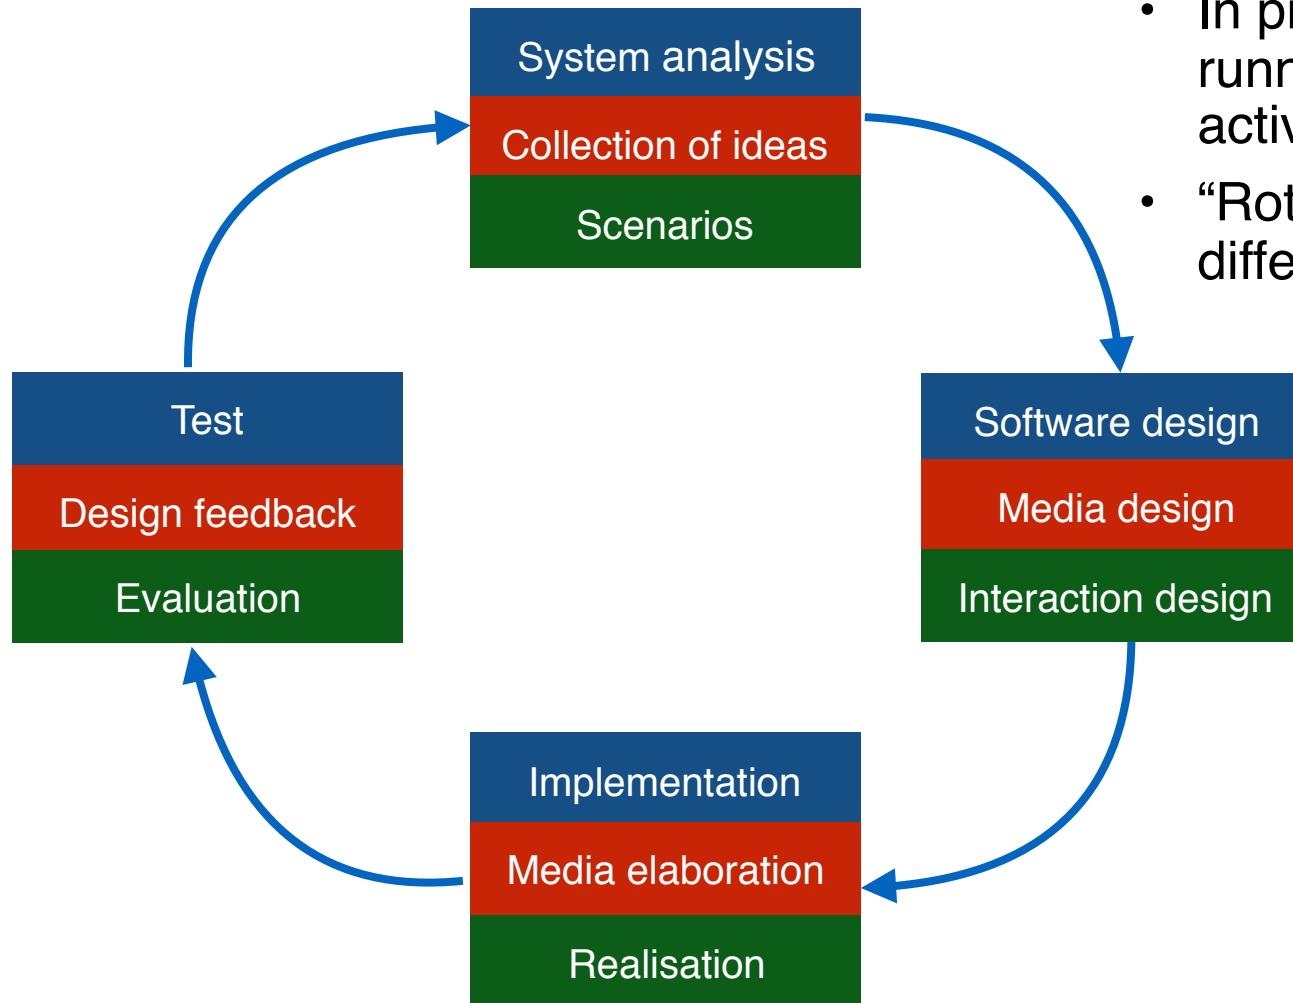 System analysis
Collection of ideas
Scenarios
Test
Design feedback
Evaluation
Software design
Media design
Interaction design
Implementation
Media elaboration
Realisation
• In
•